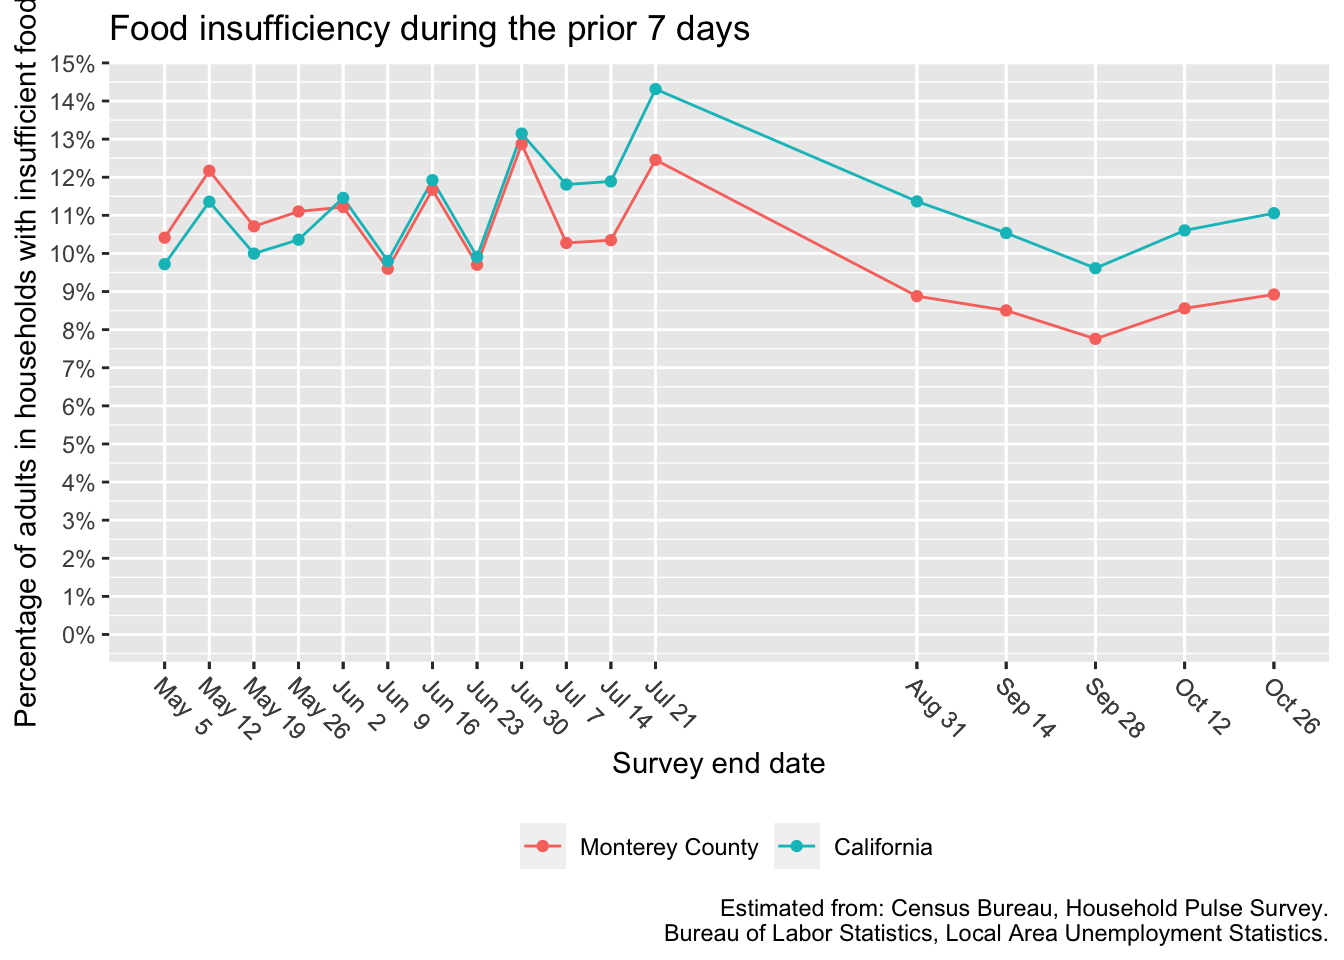 Food insufficiency during the prior 7 days
Percentage of adults in households with insufficient food
15%
14%
13%
12%
11%
10%
9%
8%
7%
6%
5%
4%
3%
2%
1%
0%
May 5
May 12
May 19
May 26
Jun 2
Jun 9
Jun 16
Jun 23
Jun 30
Jul 7
Jul 14
Jul 21
Aug 31
Sep 14
Sep 28
Oct 12
Oct 26
Survey end date
Monterey County
California
Estimated from: Census Bureau, Household Pulse Survey.
Bureau of Labor Statistics, Local Area Unemployment Statistics.